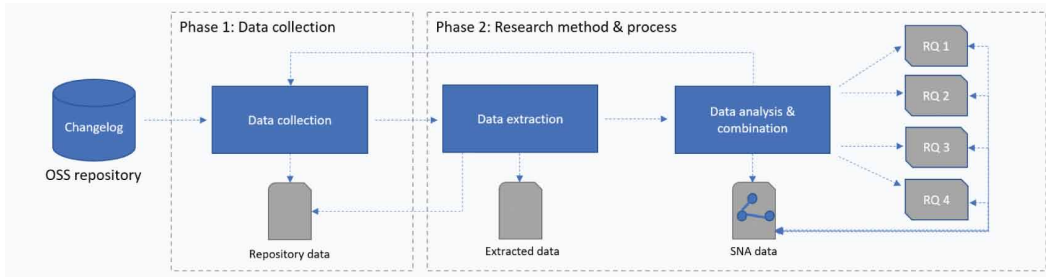 Phase 1: Data collection
Phase 2: Research method & process
Changelog
OSS repository
Data collection
Data extraction
Data analysis &
combination
RQ 1
RQ 2
RQ 3
RQ 4
Repository data
Extracted data
SNA data